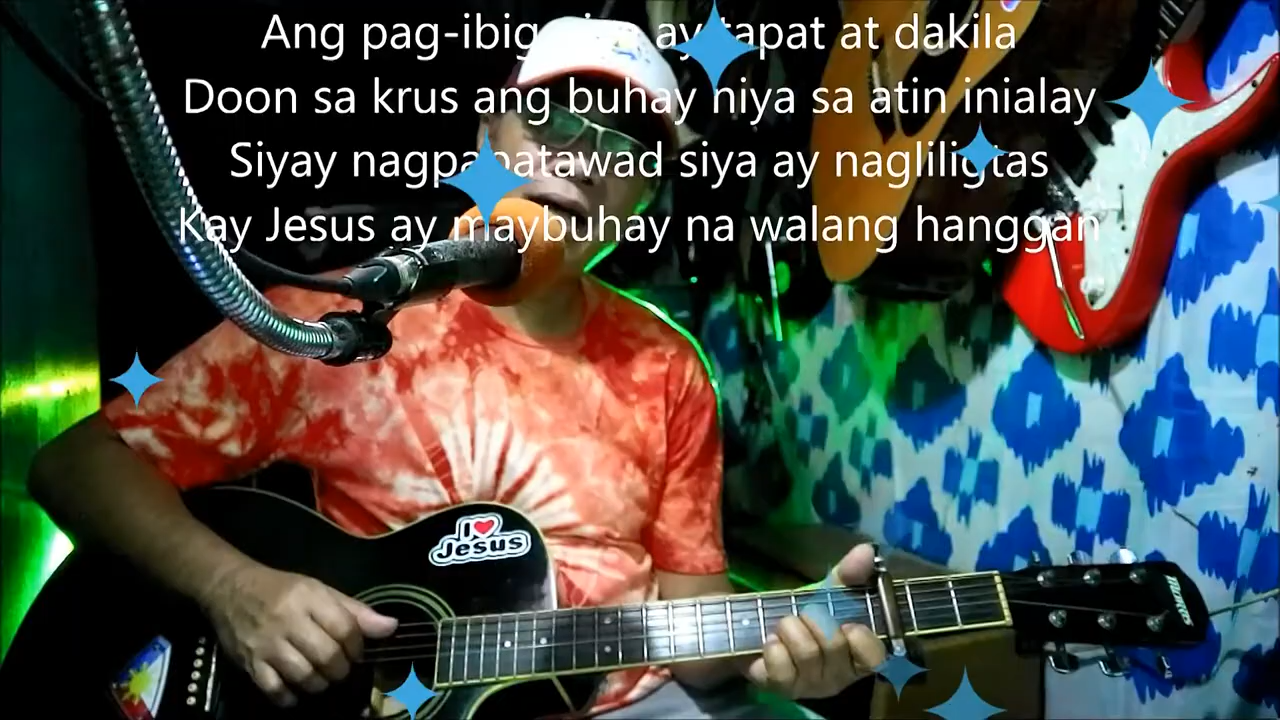 Ang pag-ibig ay tapat at dakila
Doon sa krus ang buhay niya sa atin inialay
Siyay nagpapatawad siya ay nagliligtas
Kay Jesus ay maybuhay na walang hanggan
I
Jesus